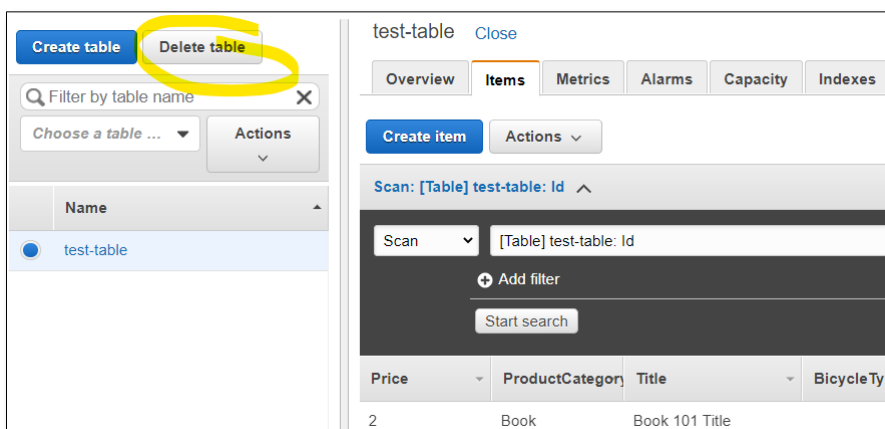 Create table Delete table
Filter by table name
Choose a table ... Actions
Name
test-table
test-table Close
Overview Items Metrics Alarms Capacity Indexes
Create item Actions
Scan: [Table] test-table: Id
Scan [Table] test-table: Id
Add filter
Start search
Price ProductCategory Title BicycleTy
2 Book Book 101 Title